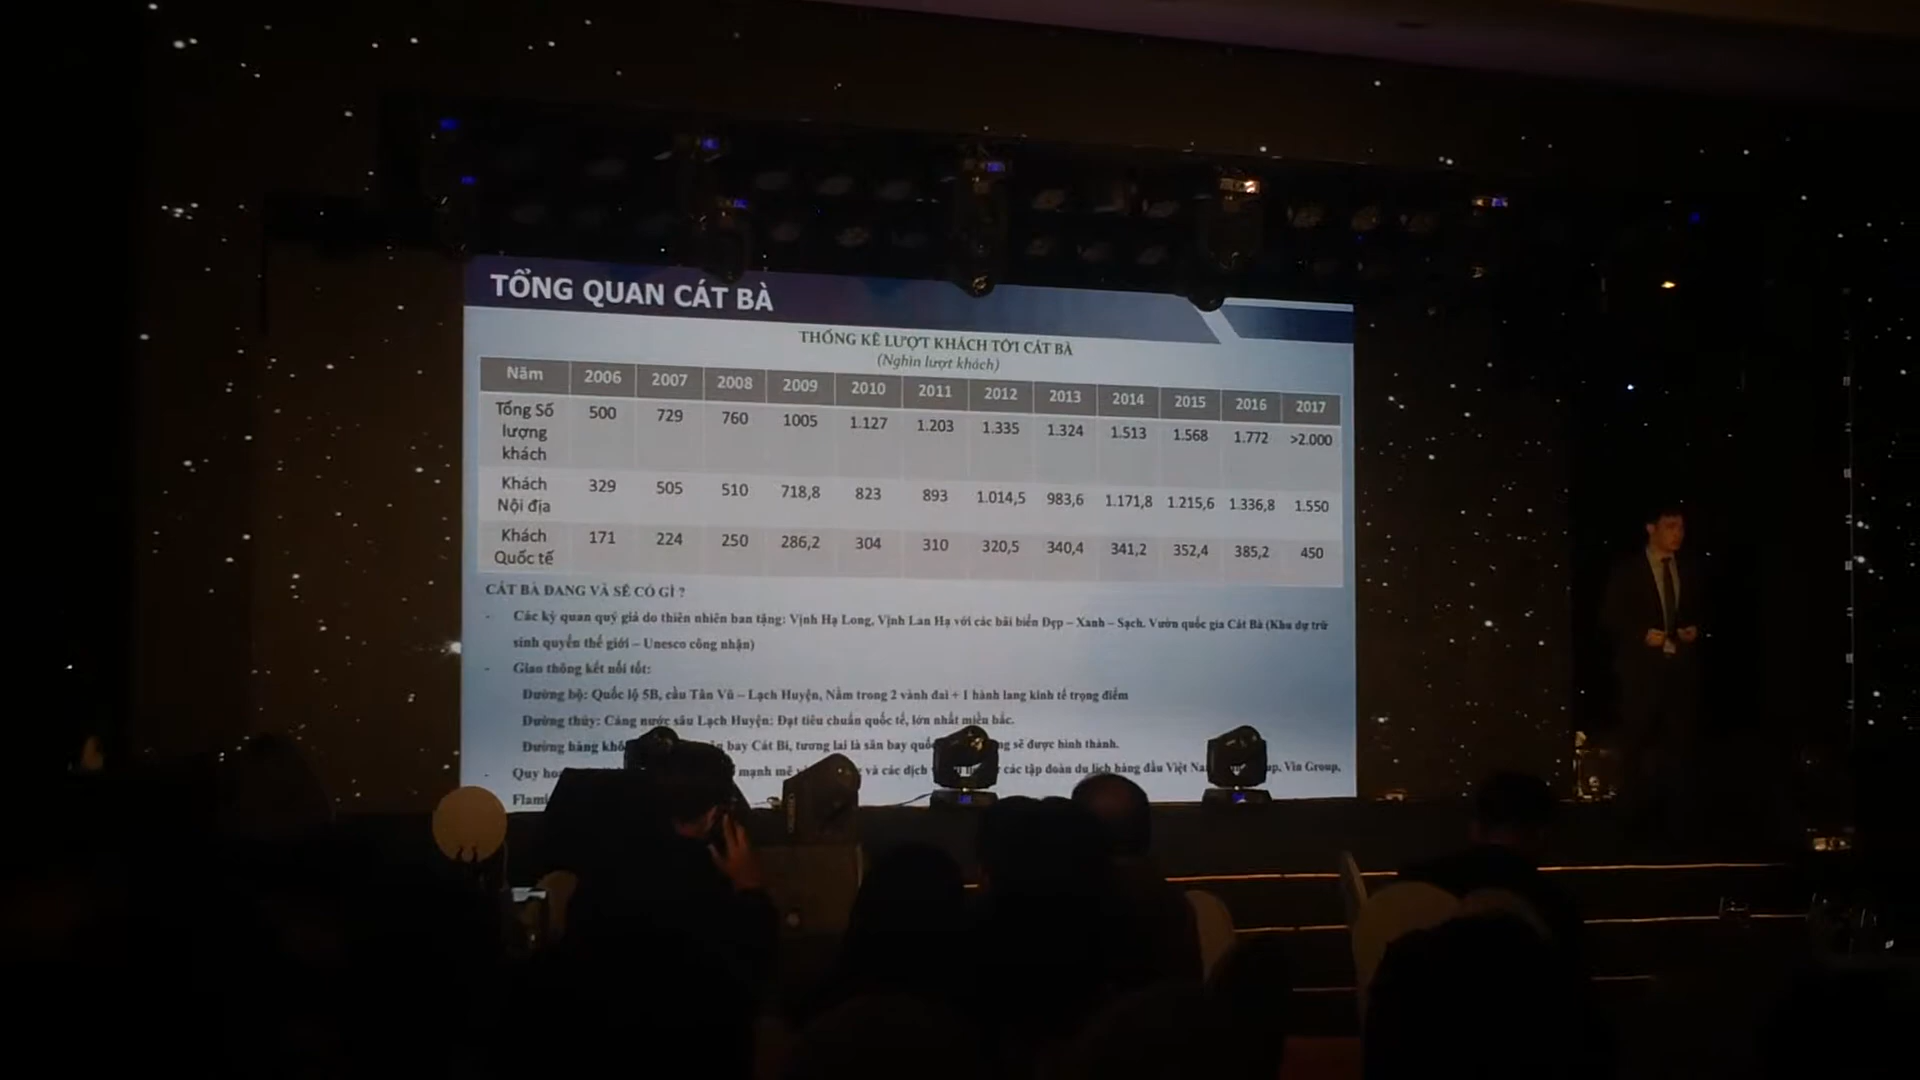 TỔNG QUAN CÁT BÀ
THỐNG KÊ LƯỢT KHÁCH TỚI CÁT BÀ
(Nghìn lượt khách)
Năm 2006 2007 2008 2009 2010 2011 2012 2013 2014 2015 2016 2017
Tổng Số lượng khách 500 729 760 1005 1.127 1.203 1.335 1.324 1.513 1.568 1.772 >2.000
Khách Nội địa 329 505 510 718,8 823 893 1.014,5 983,6 1.171,8 1.215,6 1.336,8 1.550
Khách Quốc tế 171 224 250 286,2 304 310 320,5 340,4 341,2 352,4 385,2 450
CÁT BÀ ĐANG VÀ SẼ CÓ GÌ ?
- Các kỳ quan quý giá do thiên nhiên ban tặng: Vịnh Hạ Long, Vịnh Lan Hạ với các bãi biển Đẹp – Xanh – Sạch. Vườn quốc gia Cát Bà (Khu dự trữ
sinh quyển thế giới – Unesco công nhận)
- Giao thông kết nối tốt:
Đường bộ: Quốc lộ 5B, cầu Tân Vũ – Lạch Huyện, Nằm trong 2 vành đai + 1 hành lang kinh tế trọng điểm
Đường thủy: Cảng nước sâu Lạch Huyện: Đạt tiêu chuẩn quốc tế, lớn nhất miền bắc.
Đường hàng bay Cát Bi, tương lai là sân bay sẽ được hình thành.
- Quy mạnh mẽ và các dịch các tập đoàn du lịch hàng đầu Việt Vin Group,